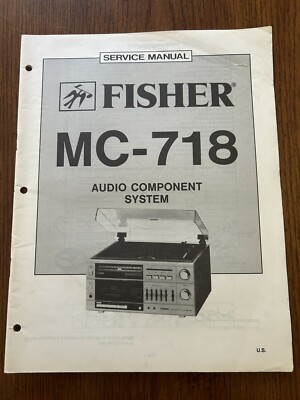 SERVICE MANUAL
FISHER®
MC-718
AUDIO COMPONENT
SYSTEM
U.S.